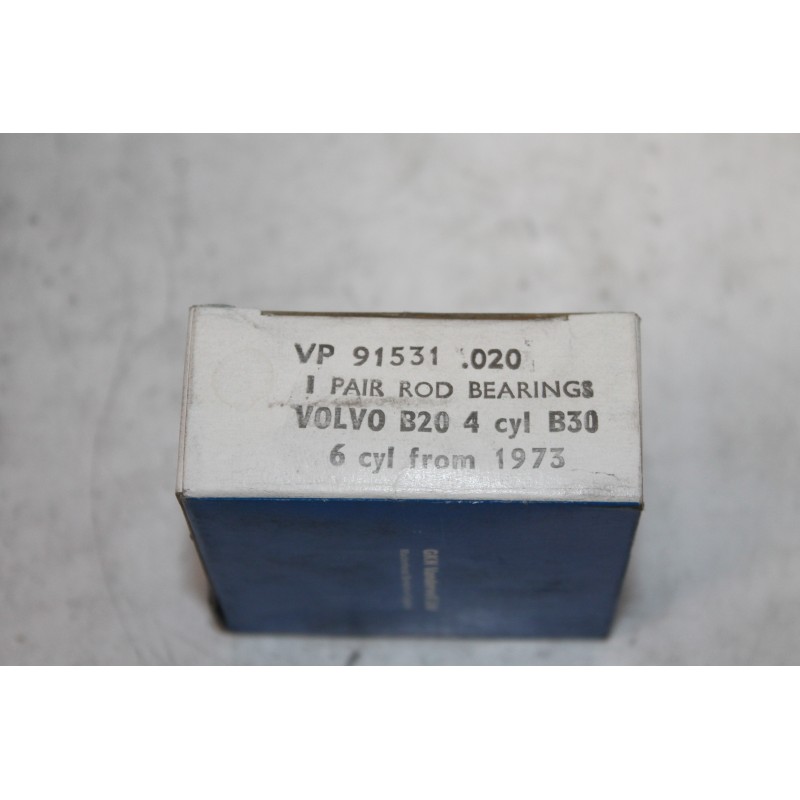 VP 91531 .020
1 PAIR ROD BEARINGS
VOLVO B20 4 cyl B30
6 cyl from 1973